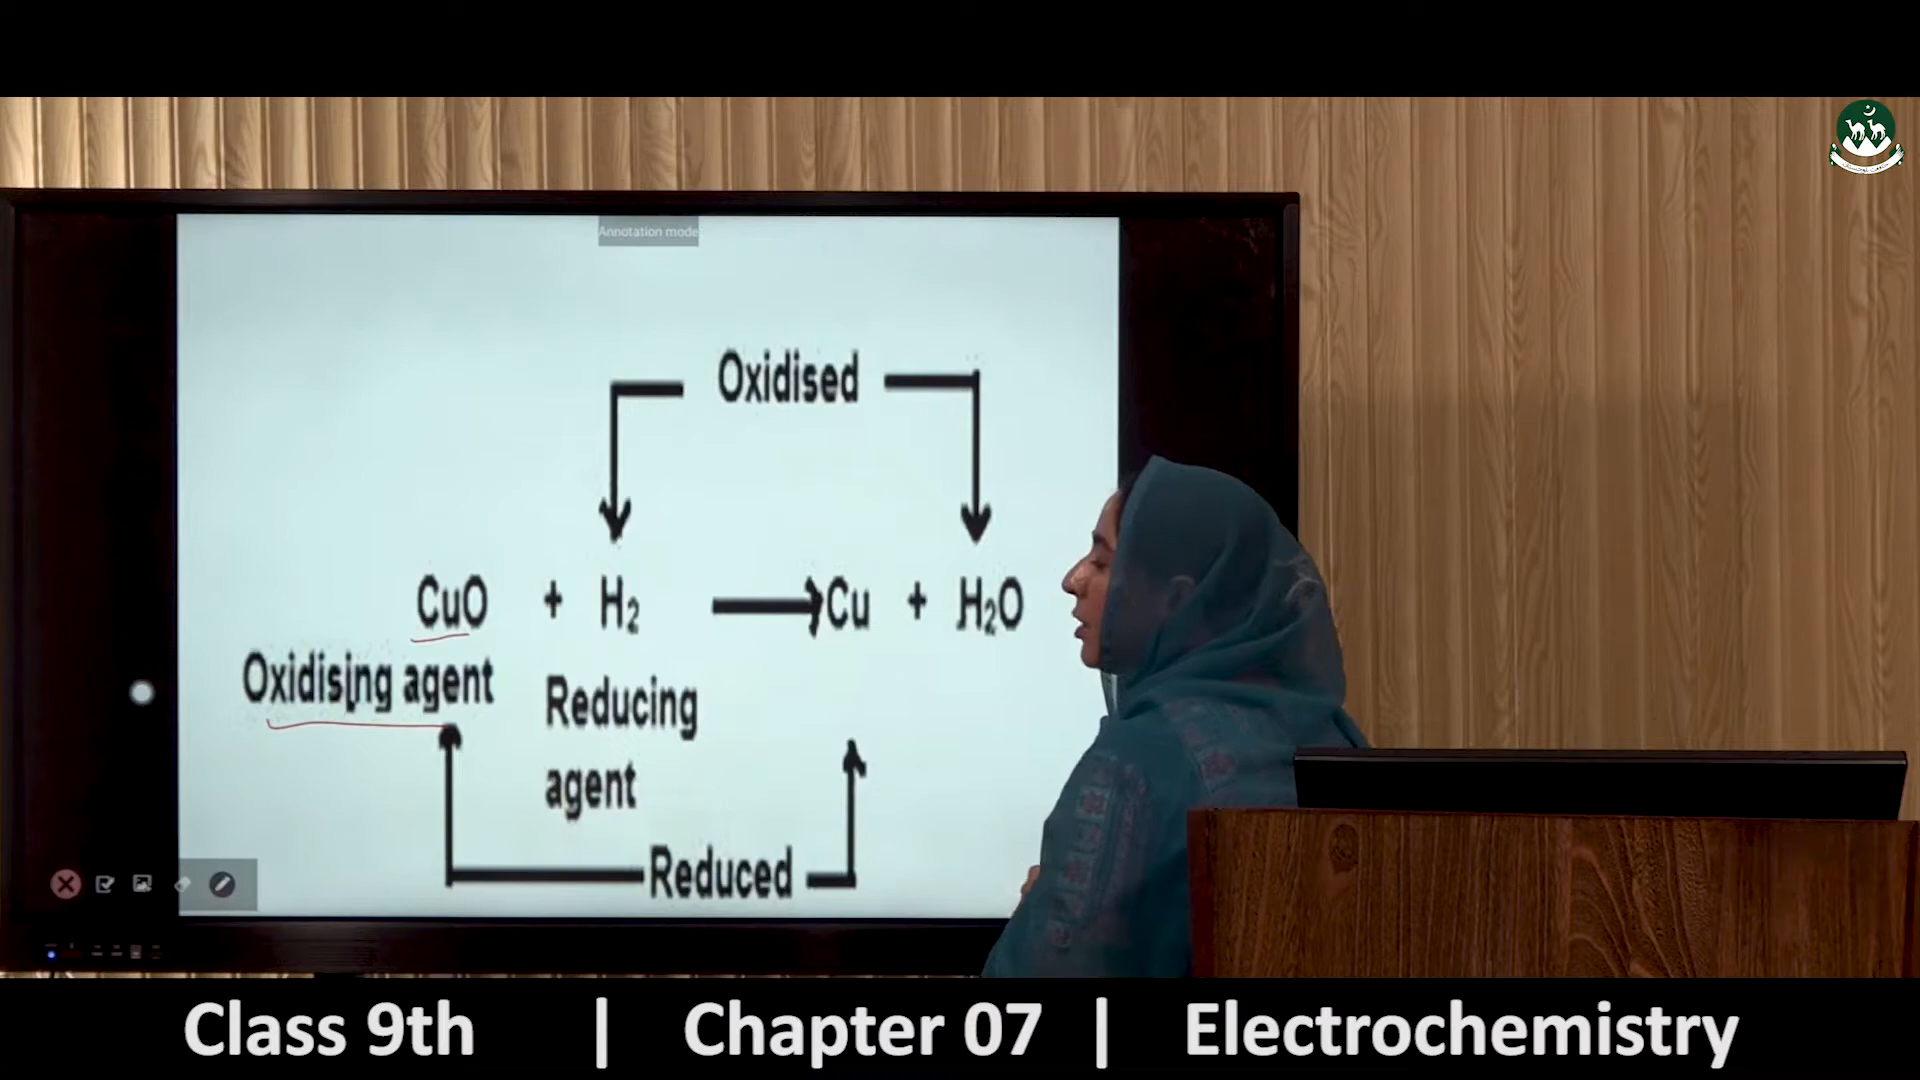 Annotation mode
Oxidised
CuO + H₂ → Cu + H₂O
Oxidising agent
Reducing
agent
Reduced
Class 9th | Chapter 07 | Electrochemistry